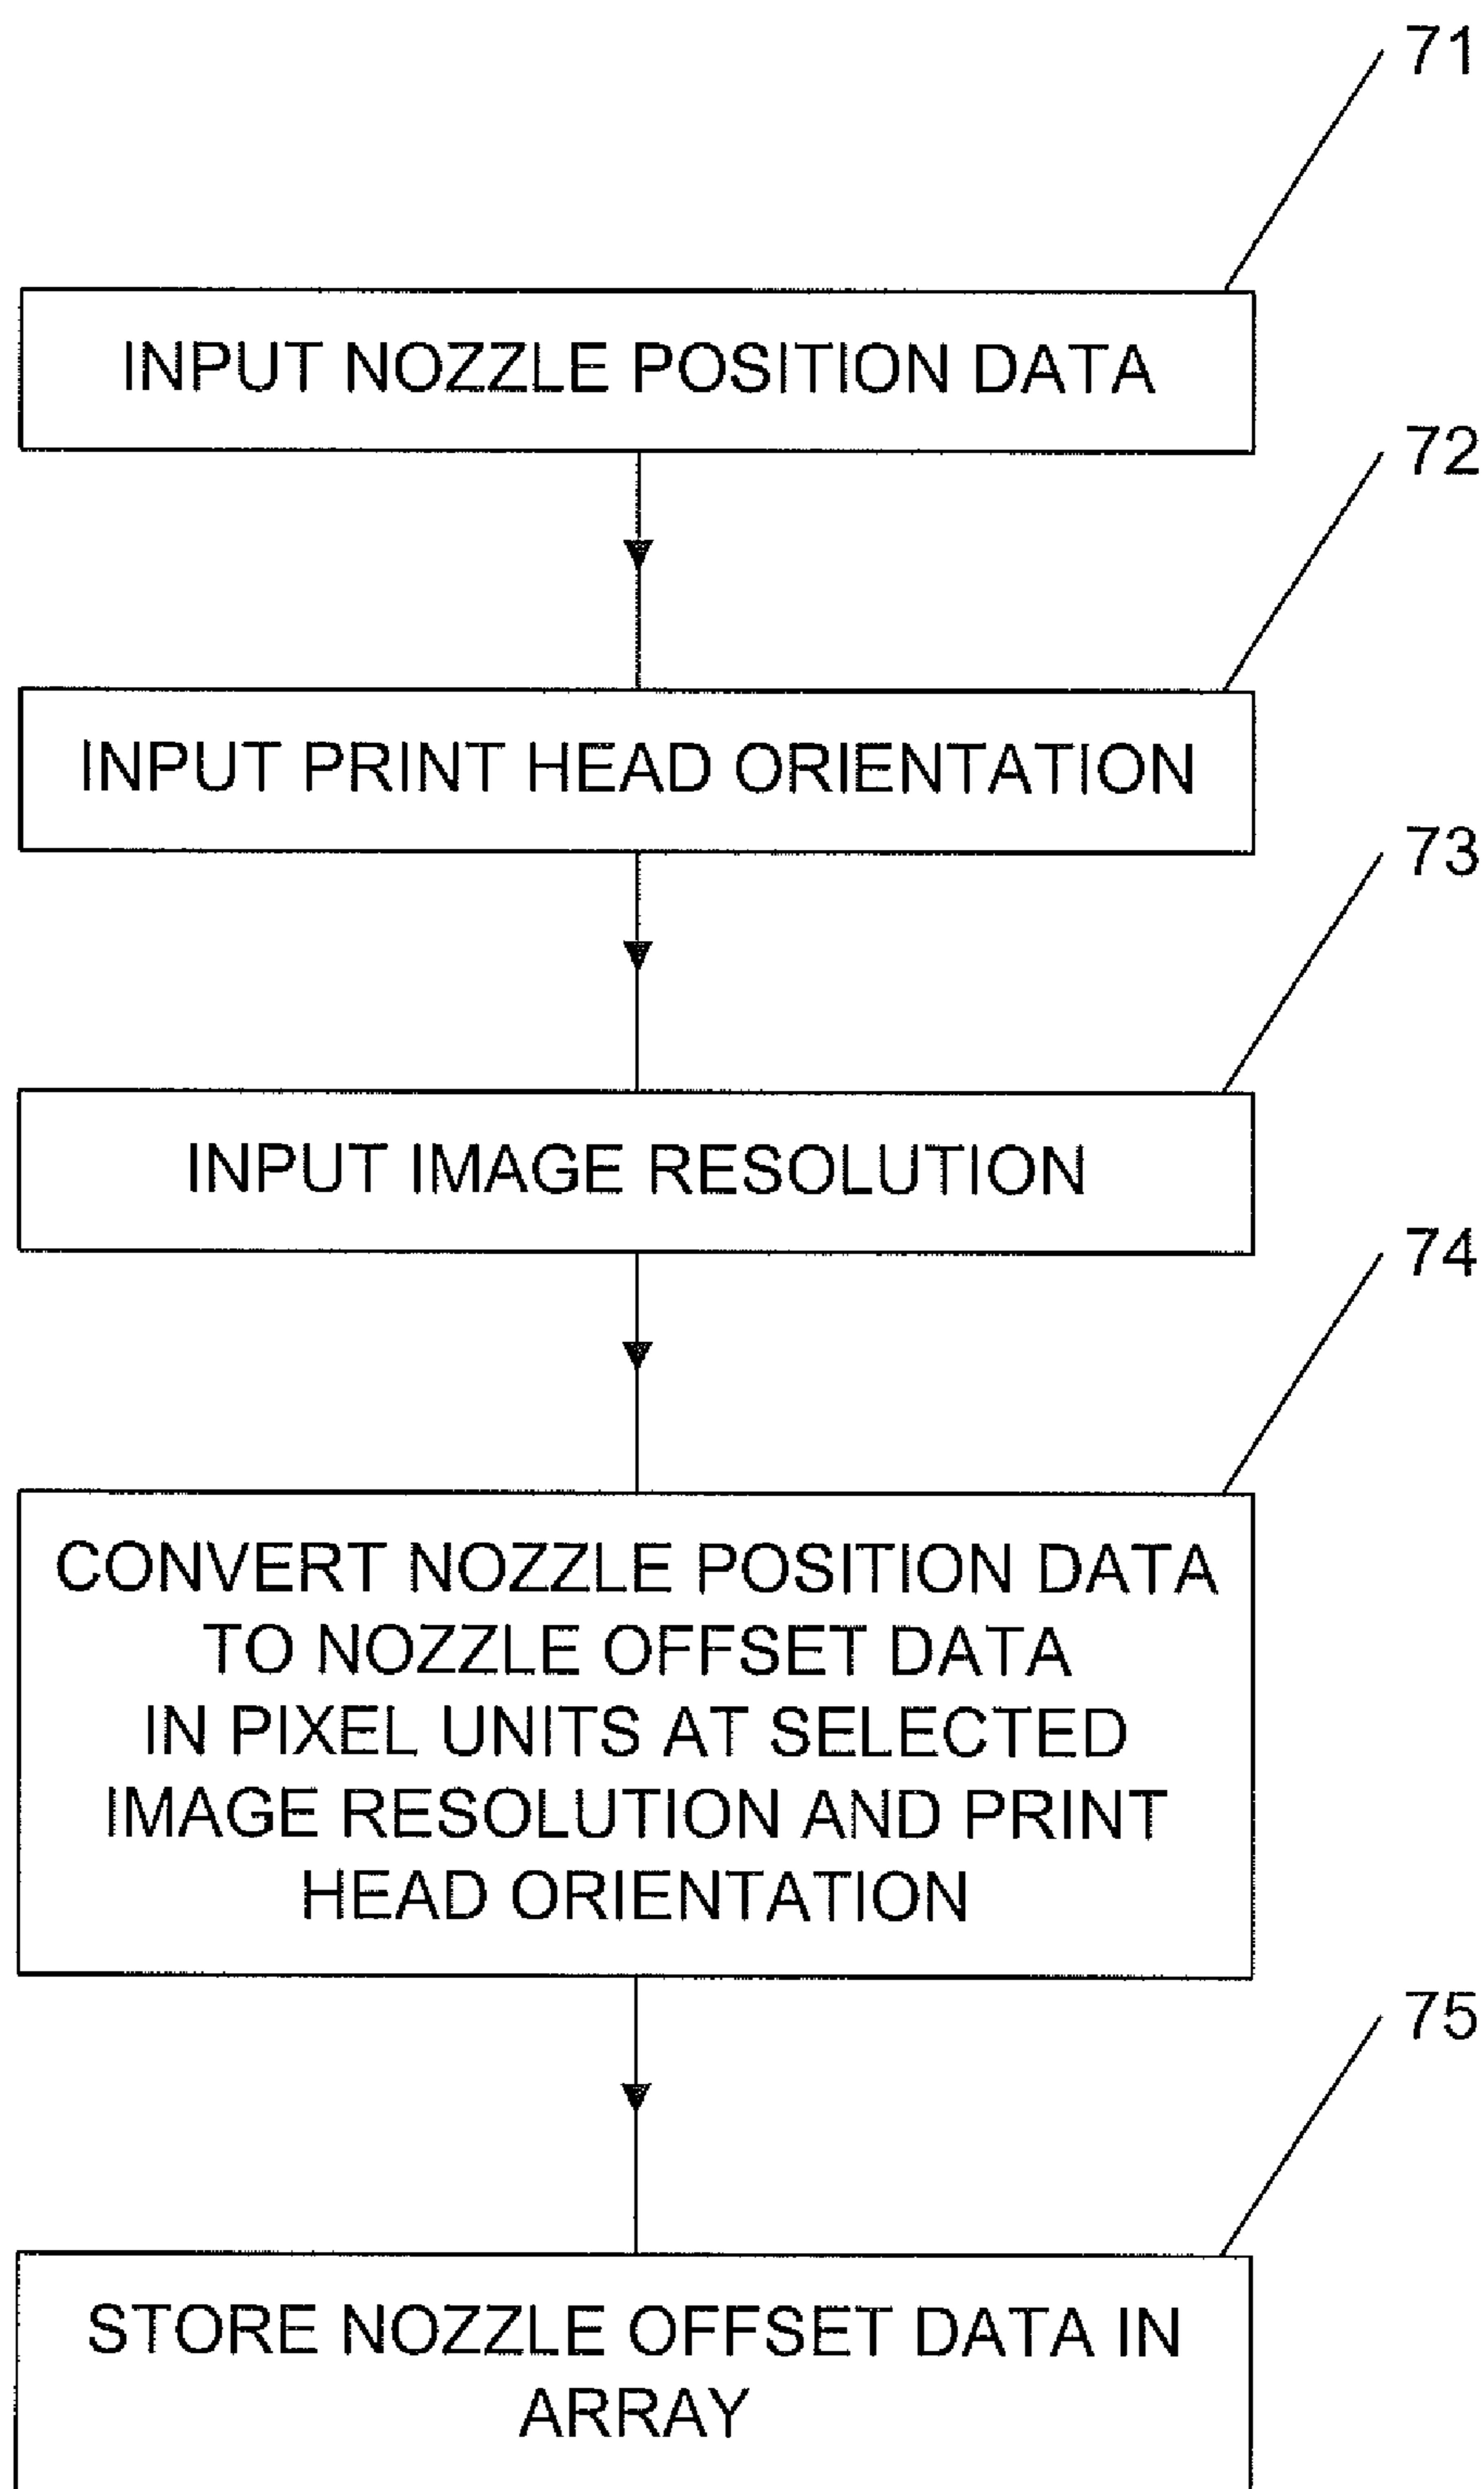 71
INPUT NOZZLE POSITION DATA
72
INPUT PRINT HEAD ORIENTATION
73
INPUT IMAGE RESOLUTION
74
CONVERT NOZZLE POSITION DATA
TO NOZZLE OFFSET DATA
IN PIXEL UNITS AT SELECTED
IMAGE RESOLUTION AND PRINT
HEAD ORIENTATION
75
STORE NOZZLE OFFSET DATA IN
ARRAY